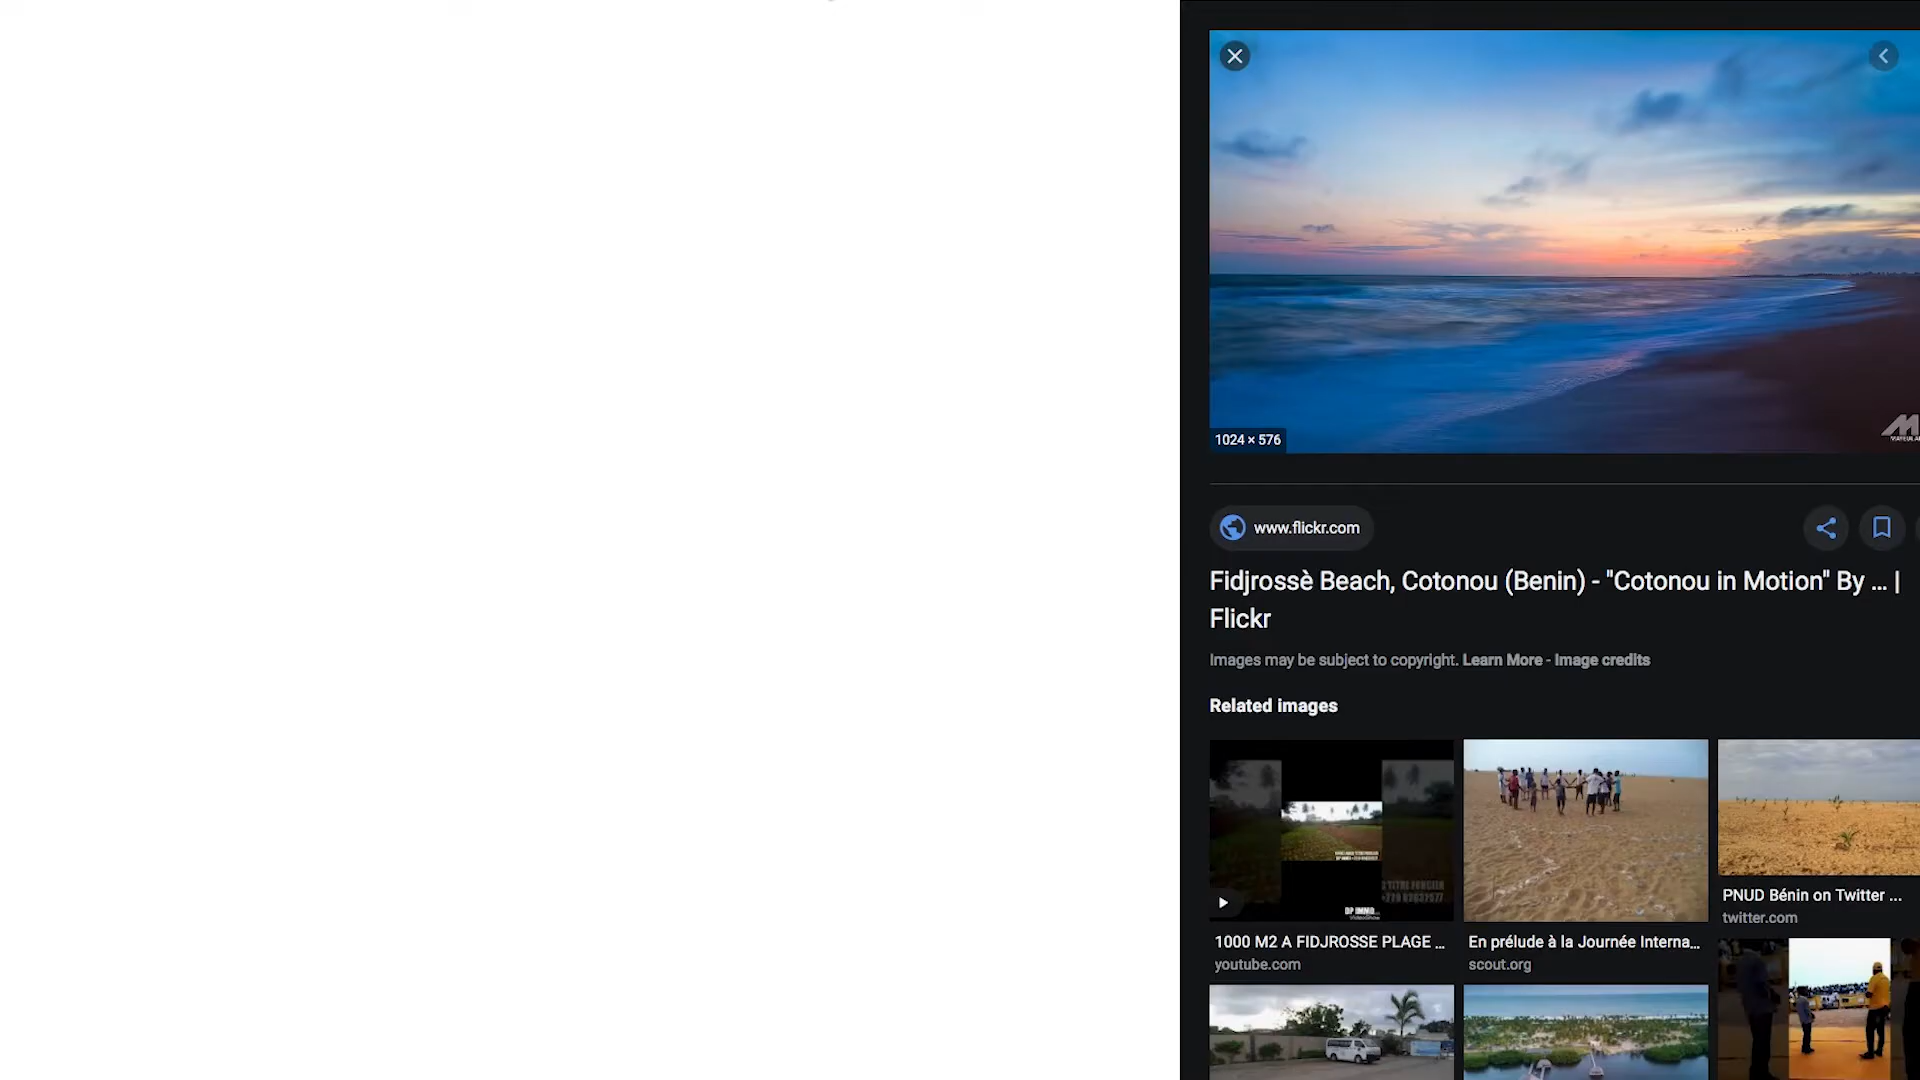 1024 × 576
www.flickr.com
Fidjrossè Beach, Cotonou (Benin) - "Cotonou in Motion" By ... |
Flickr
Images may be subject to copyright. Learn More - Image credits
Related images
1000 M2 A FIDJROSSE PLAGE ...
youtube.com
En prélude à la Journée Interna...
scout.org
PNUD Bénin on Twitter ...
twitter.com